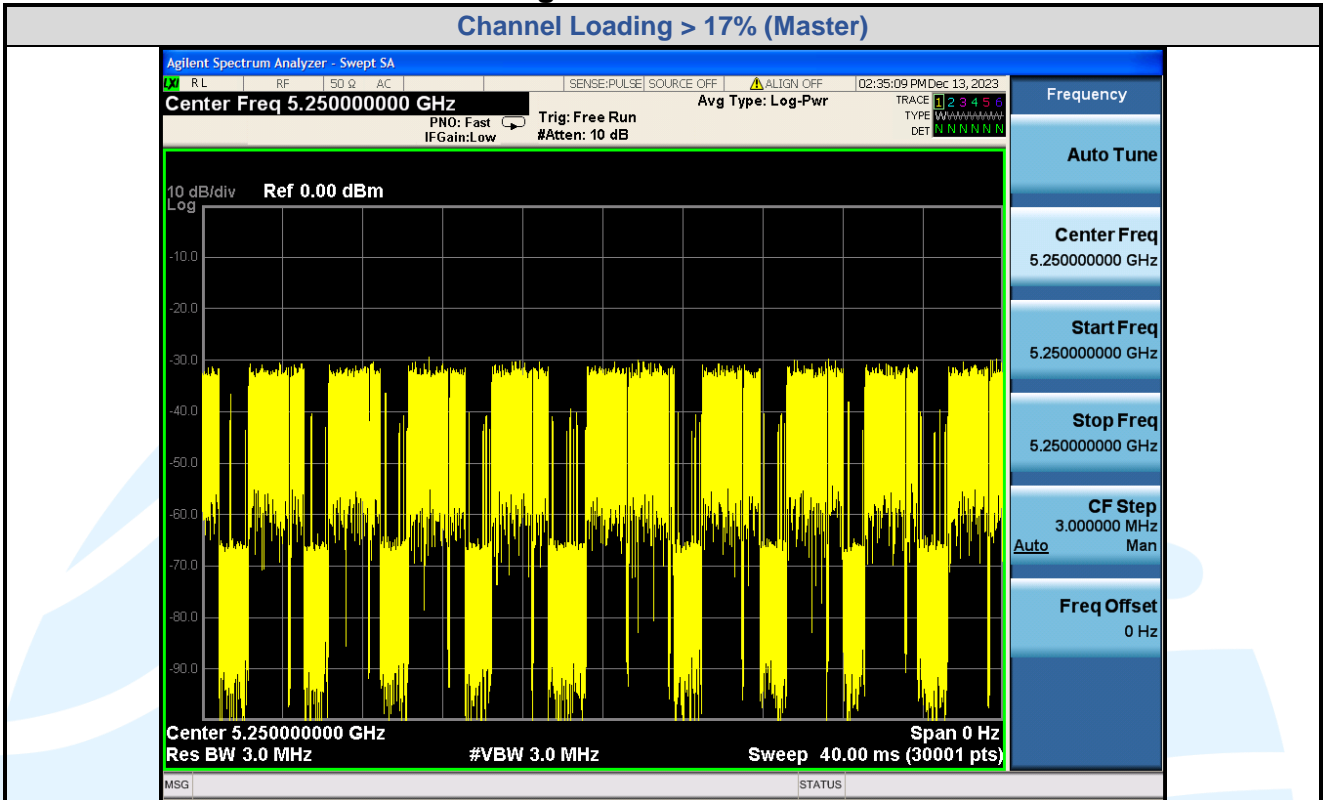 Channel Loading > 17% (Master)
Agilent Spectrum Analyzer - Swept SA
LXI RL RF 50 Ω AC SENSE:PULSE SOURCE OFF ALIGN OFF 02:35:09 PM Dec 13, 2023
Center Freq 5.250000000 GHz
PNO: Fast
IFGain:Low
Trig: Free Run
#Atten: 10 dB
Avg Type: Log-Pwr
TRACE 1 2 3 4 5 6
TYPE WWWWWW
DET N N N N N N
10 dB/div Ref 0.00 dBm
Log
-10.0
-20.0
-30.0
-40.0
-50.0
-60.0
-70.0
-80.0
-90.0
Center 5.250000000 GHz Span 0 Hz
Res BW 3.0 MHz #VBW 3.0 MHz Sweep 40.00 ms (30001 pts)
MSG STATUS
Frequency
Auto Tune
Center Freq
5.250000000 GHz
Start Freq
5.250000000 GHz
Stop Freq
5.250000000 GHz
CF Step
3.000000 MHz
Auto Man
Freq Offset
0 Hz